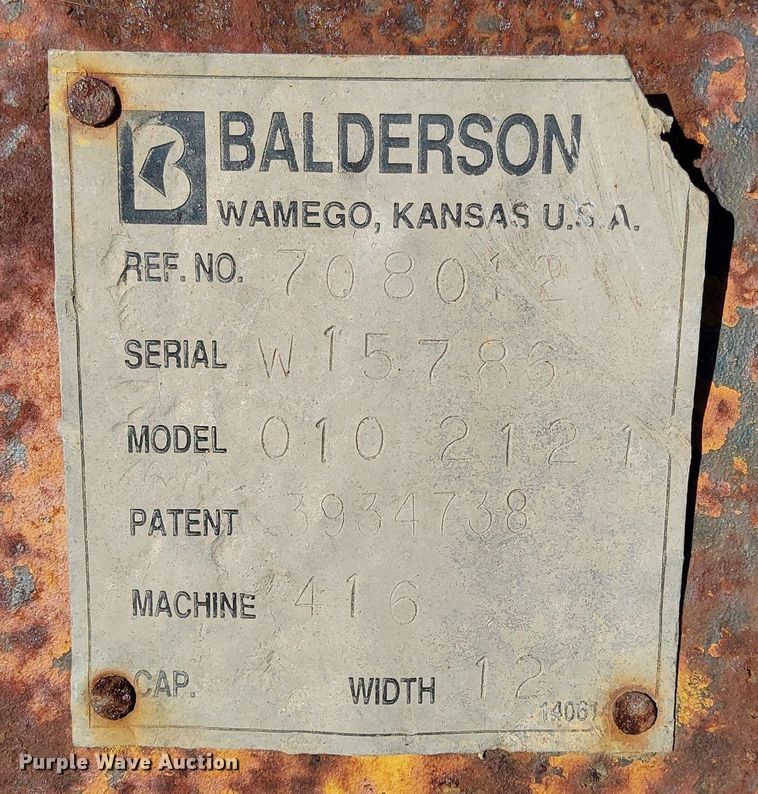 B BALDERSON
WAMEGO, KANSAS U.S.A.
REF. NO. 708012
SERIAL W15786
MODEL 010 2121
PATENT 3934738
MACHINE 416
CAP. WIDTH 12
14061
Purple Wave Auction